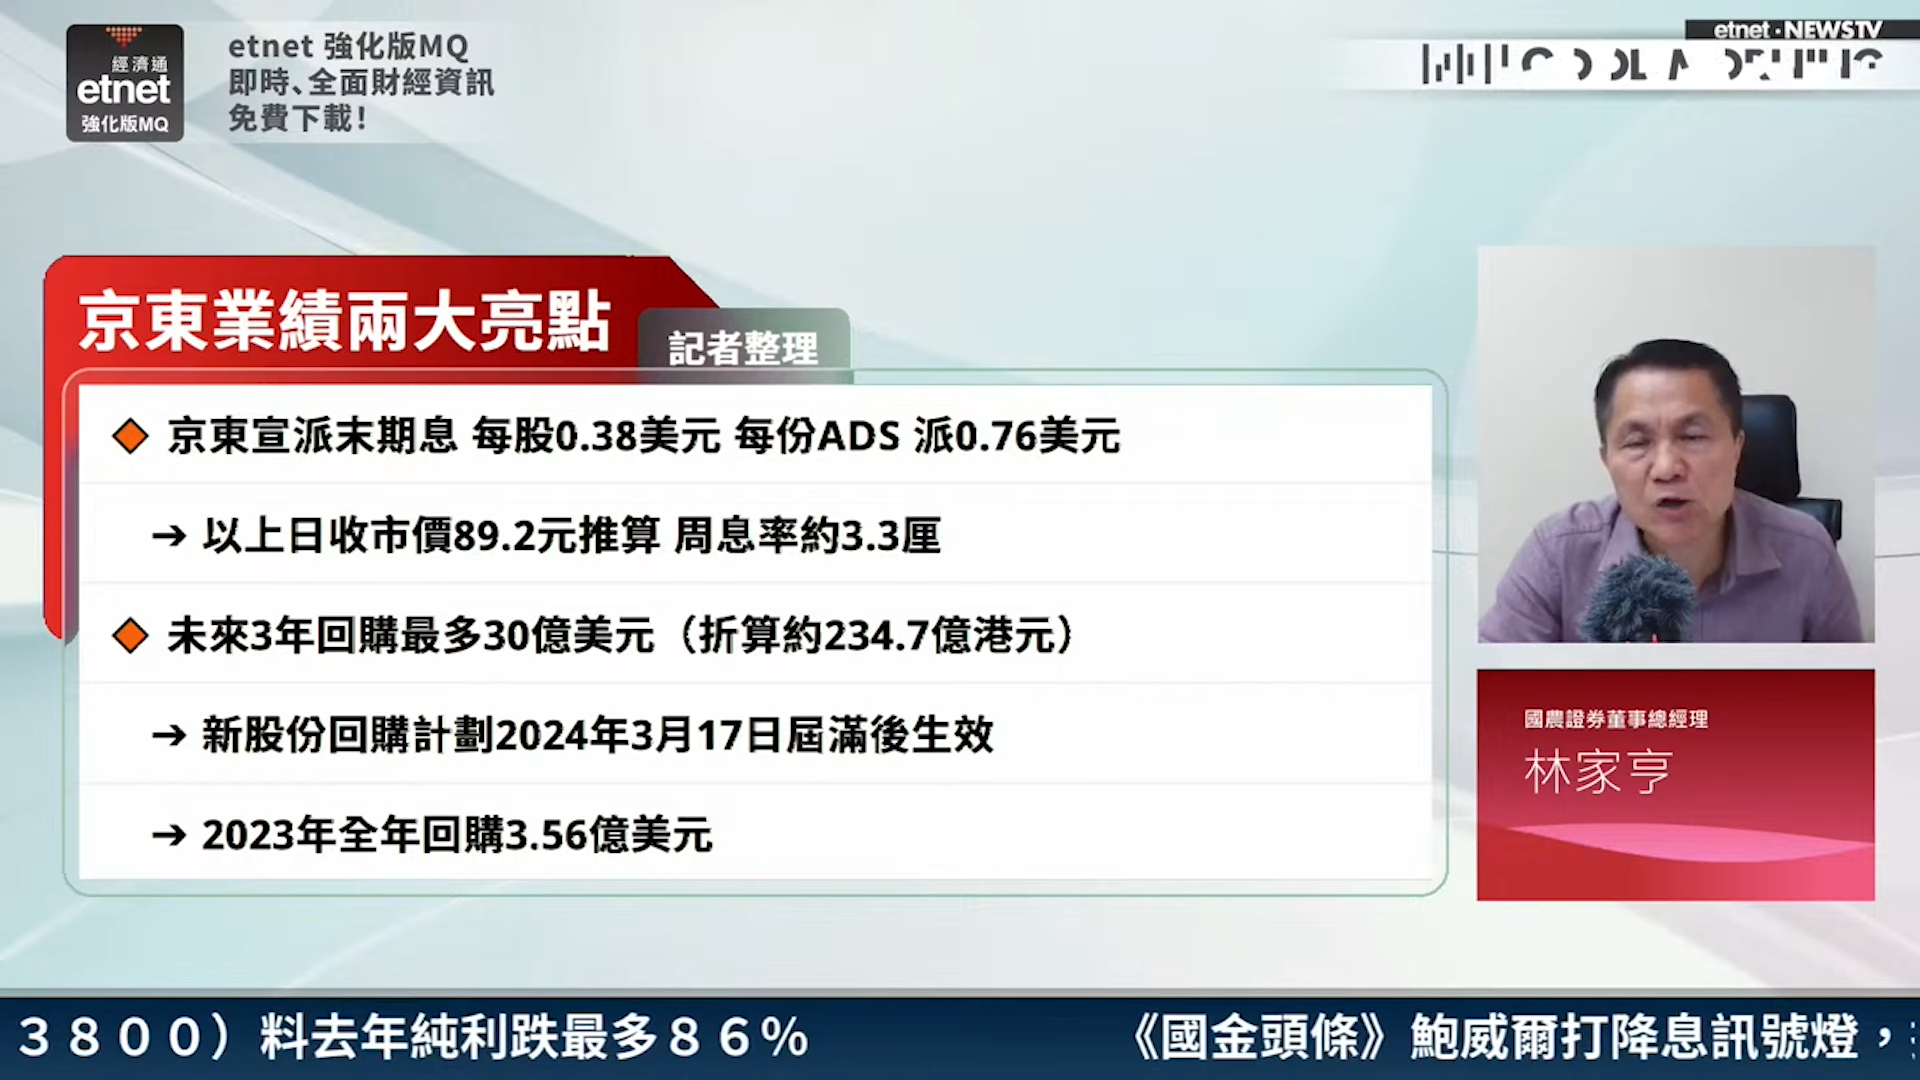 經濟通
etnet
強化版MQ
etnet 強化版MQ
即時、全面財經資訊
免費下載！
etnet·NEWSTV
京東業績兩大亮點
記者整理
京東宣派末期息 每股0.38美元 每份ADS 派0.76美元
→ 以上日收市價89.2元推算 周息率約3.3厘
未來3年回購最多30億美元（折算約234.7億港元）
→ 新股份回購計劃2024年3月17日屆滿後生效
→ 2023年全年回購3.56億美元
國農證券董事總經理
林家亨
３８００）料去年純利跌最多８６％
《國金頭條》鮑威爾打降息訊號燈，